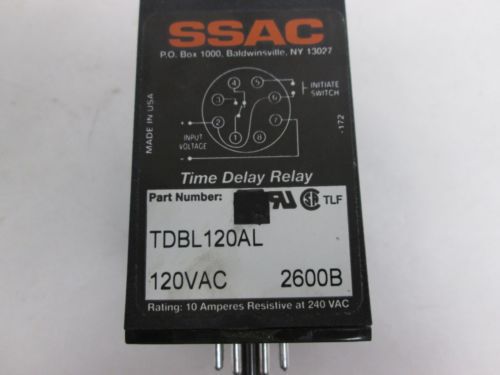 SSAC
P.O. Box 1000, Baldwinsville, NY 13027
4 5
3 6
2 7
1 8
INITIATE
SWITCH
+
INPUT
VOLTAGE
-
MADE IN USA
-172
Time Delay Relay
Part Number:
RU SA TLF
TDBL120AL
120VAC 2600B
Rating: 10 Amperes Resistive at 240 VAC